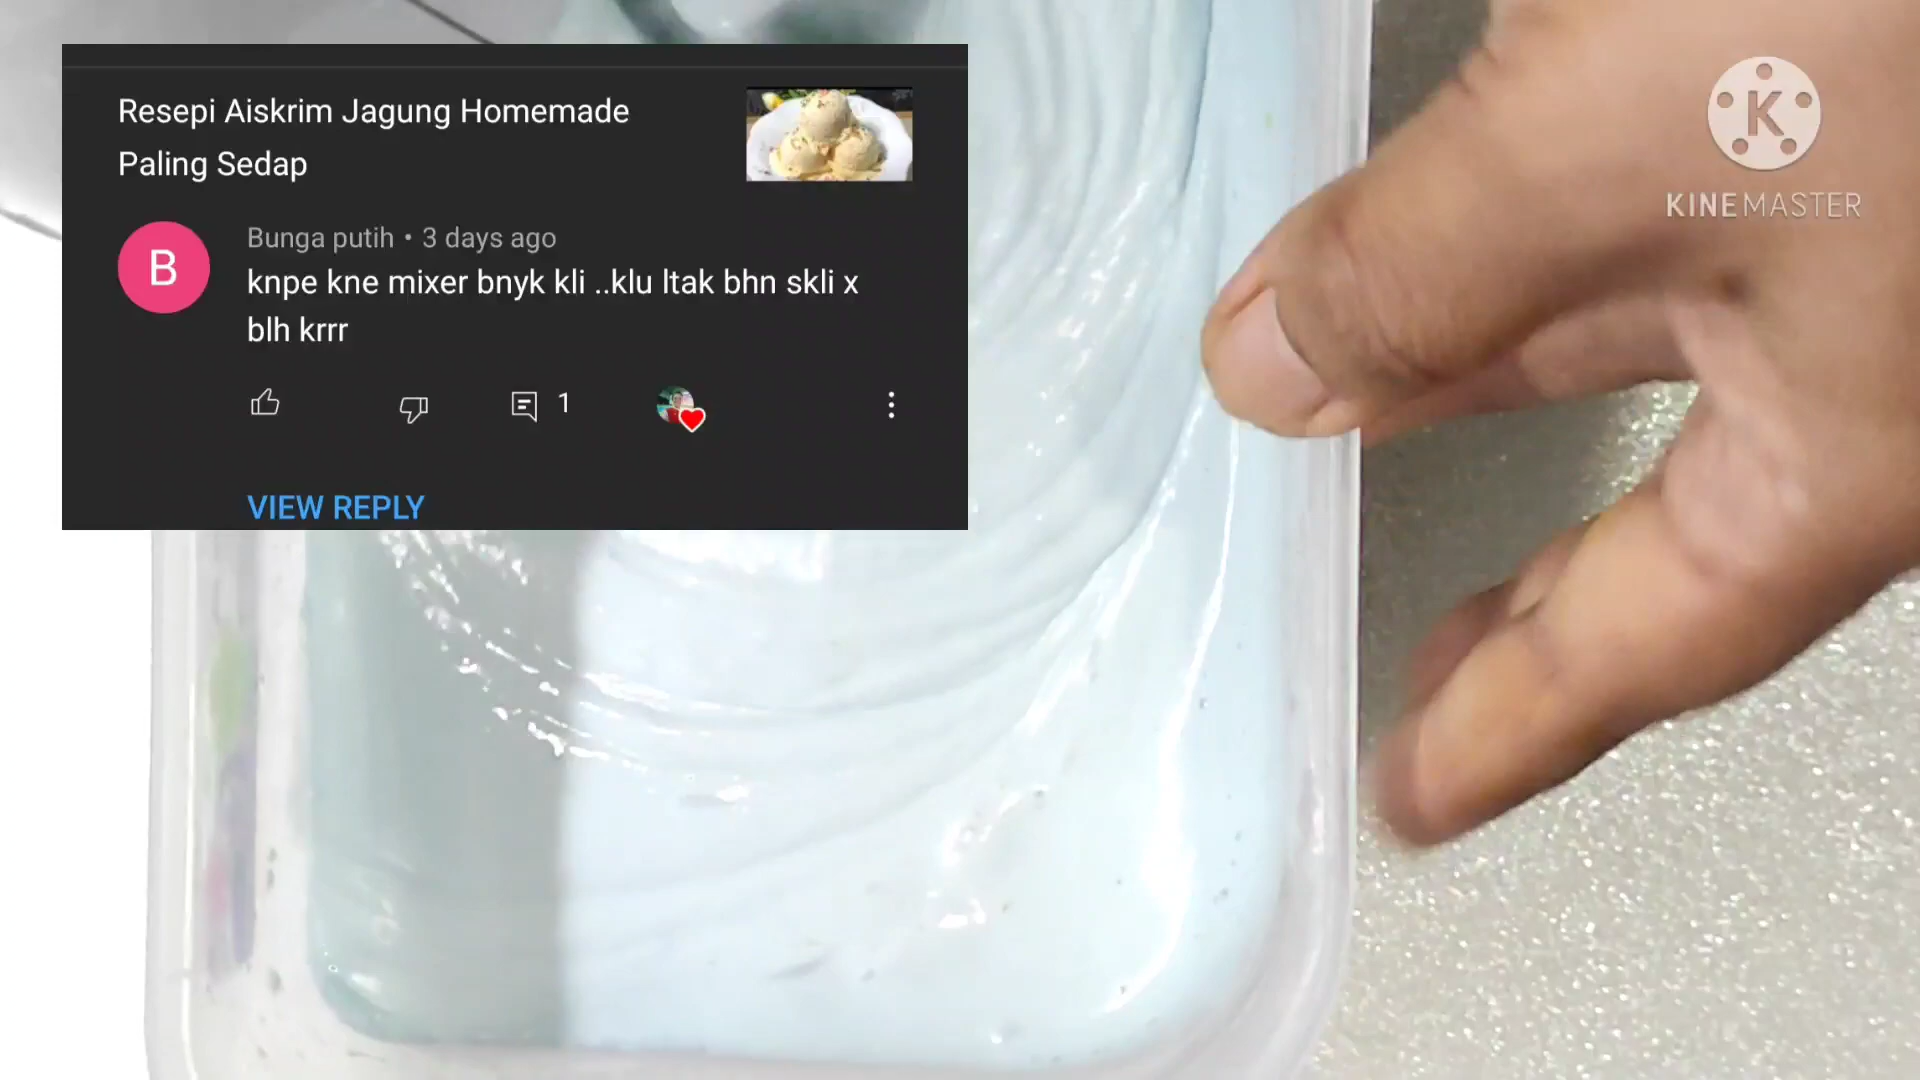 Resepi Aiskrim Jagung Homemade
Paling Sedap
B
Bunga putih • 3 days ago
knpe kne mixer bnyk kli ..klu ltak bhn skli x
blh krrr
1
VIEW REPLY
K
KINEMASTER